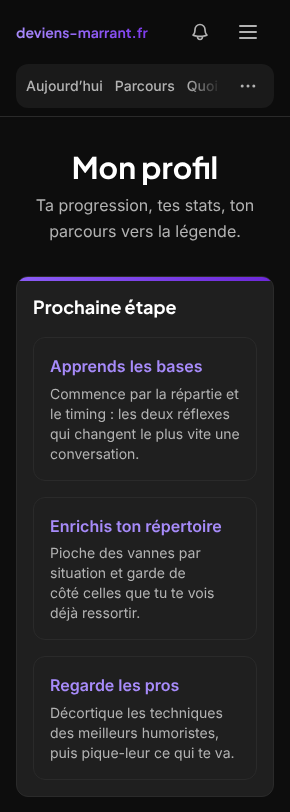 deviens-marrant.fr
Aujourd’hui Parcours Quoi
Mon profil
Ta progression, tes stats, ton
parcours vers la légende.
Prochaine étape
Apprends les bases
Commence par la répartie et
le timing : les deux réflexes
qui changent le plus vite une
conversation.
Enrichis ton répertoire
Pioche des vannes par
situation et garde de
côté celles que tu te vois
déjà ressortir.
Regarde les pros
Décortique les techniques
des meilleurs humoristes,
puis pique-leur ce qui te va.